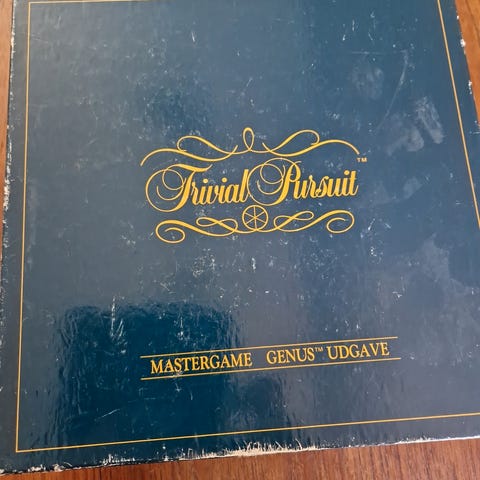 Trivial Pursuit™
MASTERGAME GENUS™ UDGAVE